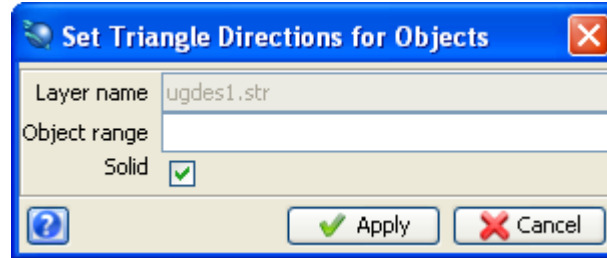 Set Triangle Directions for Objects
Layer name ugdes1.str
Object range
Solid
? Apply Cancel